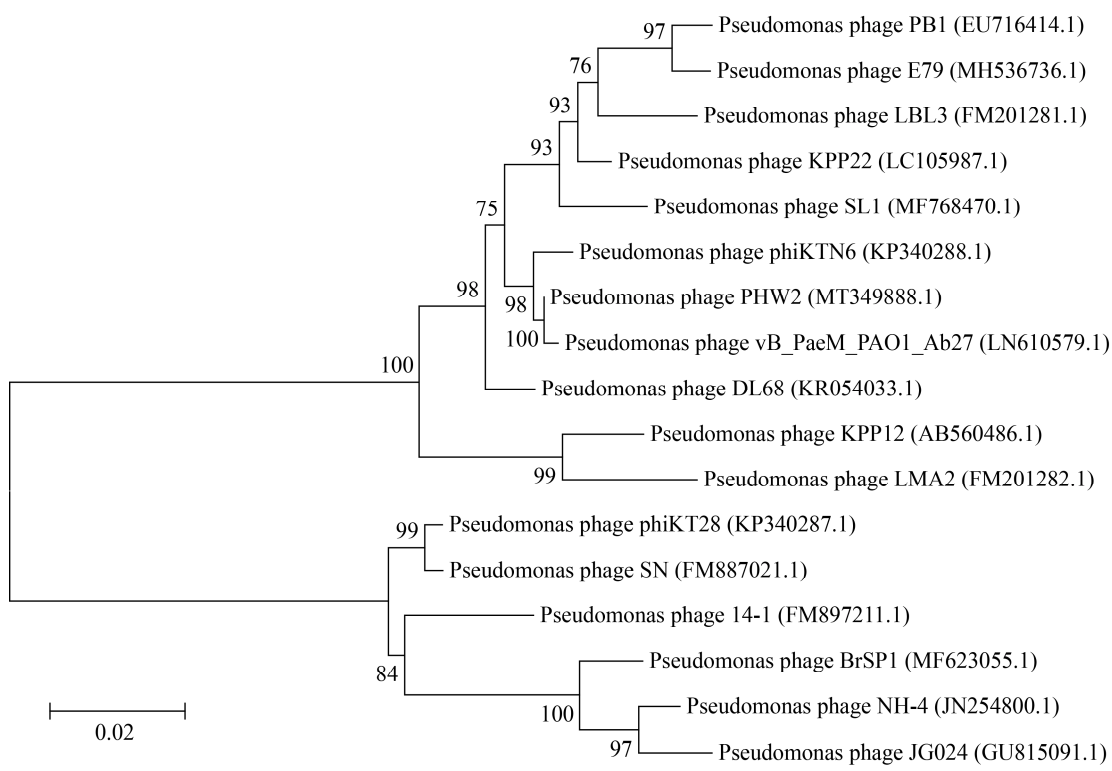 97
Pseudomonas phage PB1 (EU716414.1)
76
Pseudomonas phage E79 (MH536736.1)
93
Pseudomonas phage LBL3 (FM201281.1)
93
Pseudomonas phage KPP22 (LC105987.1)
75
Pseudomonas phage SL1 (MF768470.1)
Pseudomonas phage phiKTN6 (KP340288.1)
98
98
Pseudomonas phage PHW2 (MT349888.1)
100
Pseudomonas phage vB_PaeM_PAO1_Ab27 (LN610579.1)
100
Pseudomonas phage DL68 (KR054033.1)
Pseudomonas phage KPP12 (AB560486.1)
99
Pseudomonas phage LMA2 (FM201282.1)
99
Pseudomonas phage phiKT28 (KP340287.1)
Pseudomonas phage SN (FM887021.1)
Pseudomonas phage 14-1 (FM897211.1)
84
Pseudomonas phage BrSP1 (MF623055.1)
100
Pseudomonas phage NH-4 (JN254800.1)
97
Pseudomonas phage JG024 (GU815091.1)
0.02